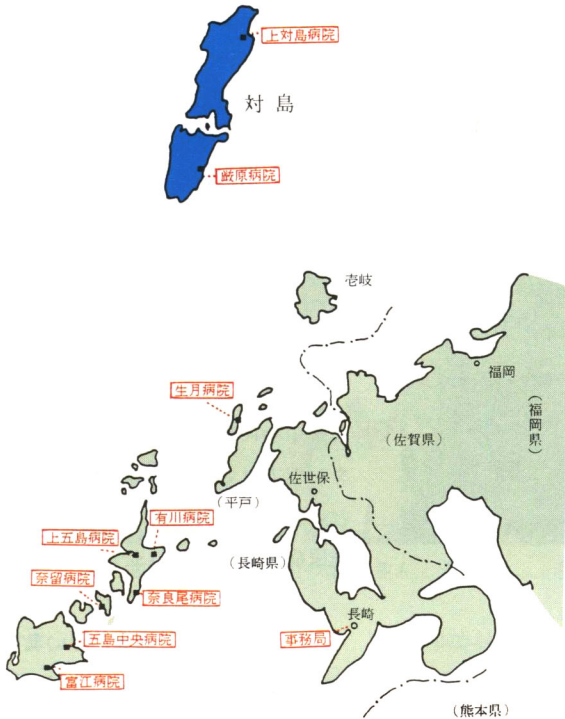 上対島病院
対島
厳原病院
壱岐
福岡
(福岡県)
生月病院
(佐賀県)
佐世保
(平戸)
有川病院
上五島病院
(長崎県)
奈留病院
奈良尾病院
長崎
五島中央病院
事務局
富江病院
(熊本県)